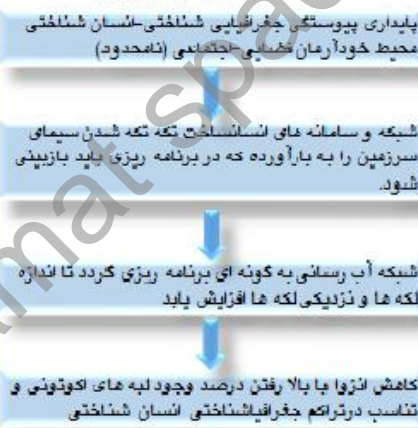 پایداری پیوستگی جغرافیایی شناختی-انسان شناختی
محیط خودآرمان فضایی-اجتماعی (نامحدود)
شبکه و سامانه های انسانساخت تکه تکه شدن سیمای
سرزمین را به بارآورده که در برنامه ریزی باید بازبینی
شود.
شبکه آب رسانی به گونه ای برنامه ریزی گردد تا اندازه
لکه ها و نزدیکی لکه ها افزایش یابد
کاهش انزوا با بالا رفتن درصد وجود لبه های اکوتونی و
تناسب درتراکم جغرافیاشناختی انسان شناختی
mat spac